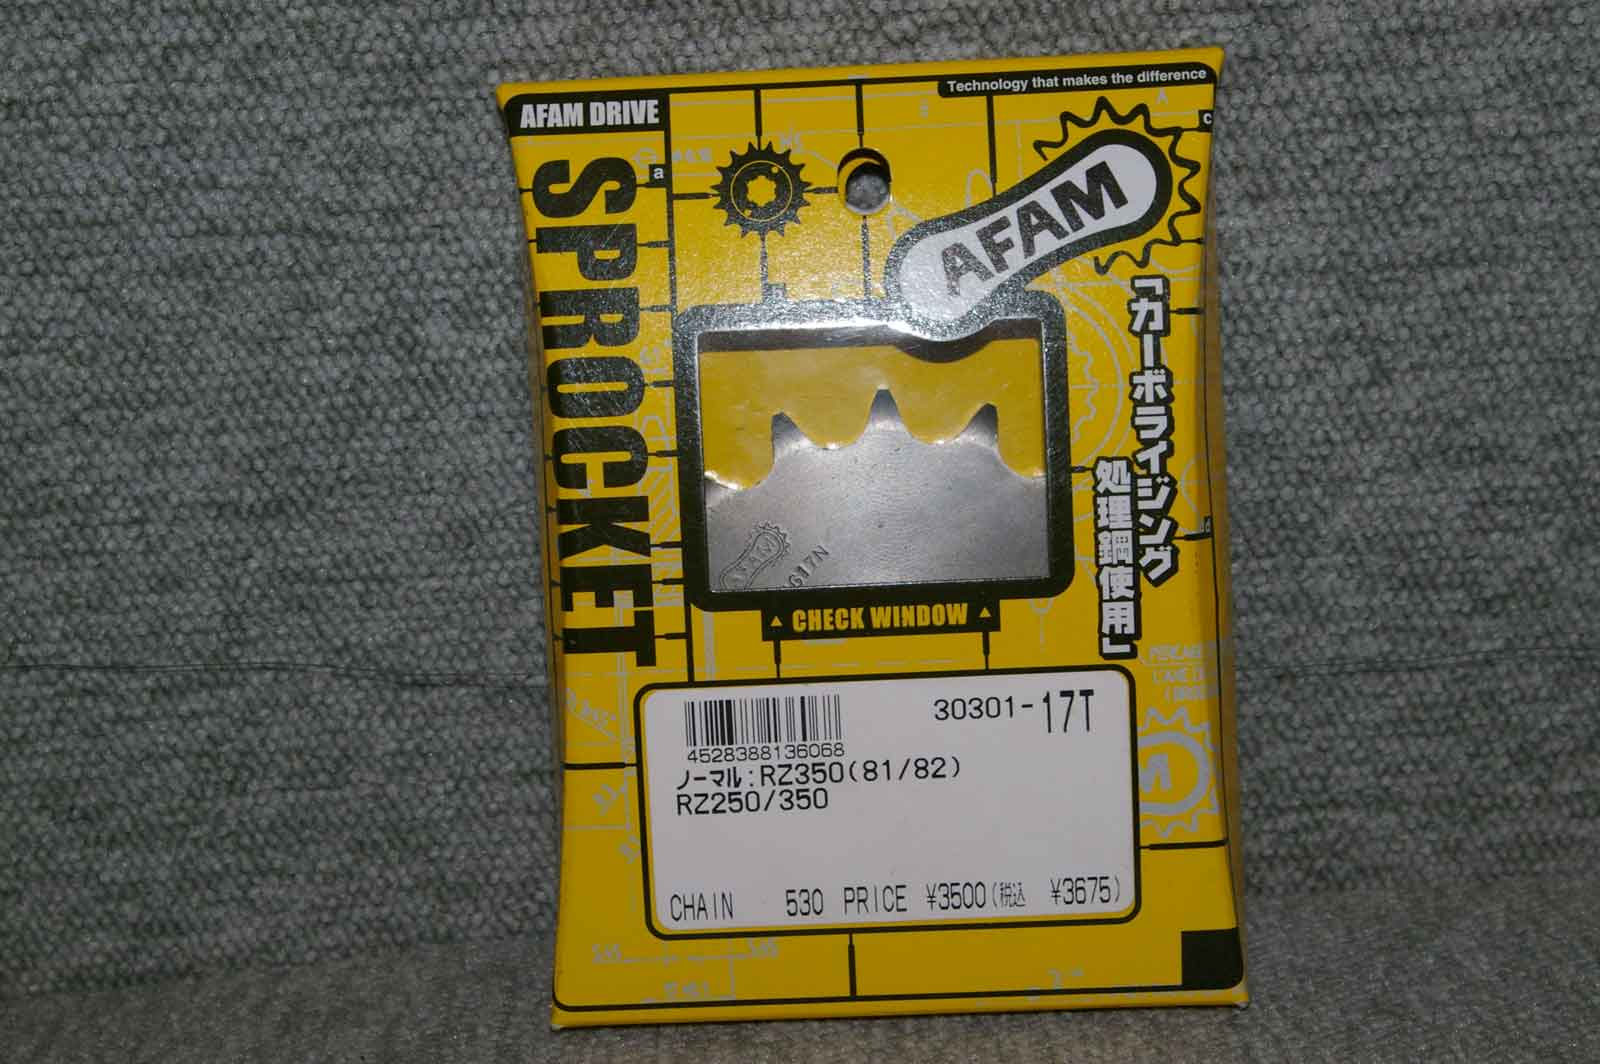 Technology that makes the difference
AFAM DRIVE
SPROCKET
a
AFAM
c
「カーボライジング
処理鋼使用」
d
G17N
CHECK WINDOW
30301-17T
4528388136068
ノーマル:RZ350(81/82)
RZ250/350
CHAIN 530 PRICE ¥3500(税込 ¥3675)